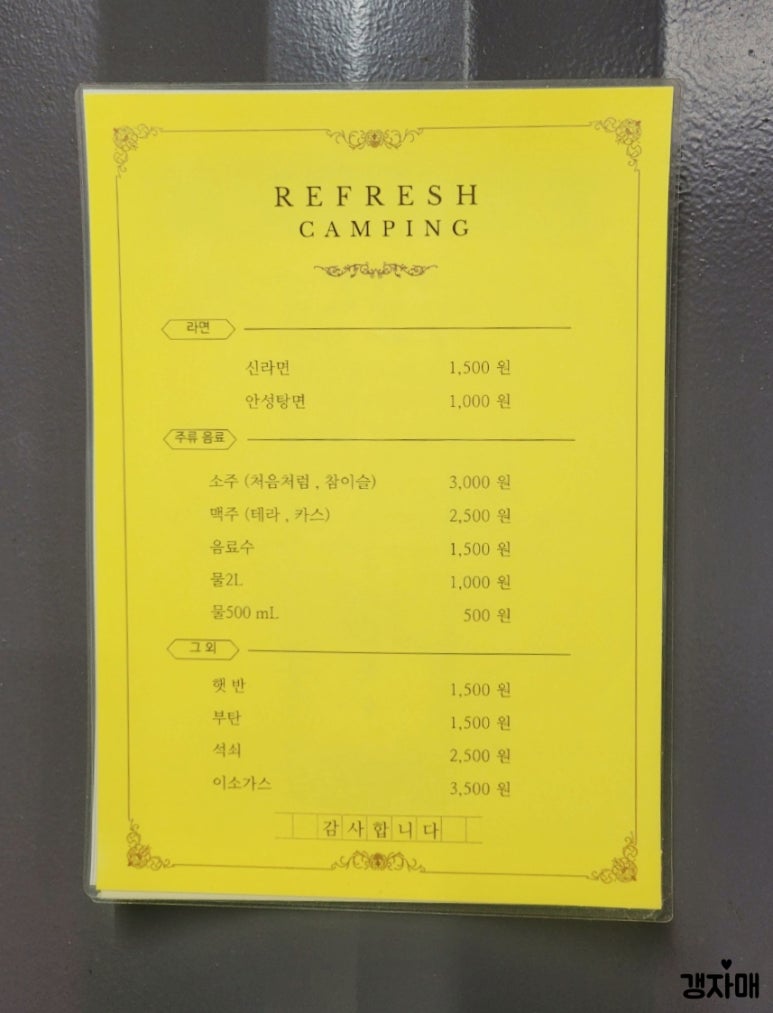 REFRESH
CAMPING
라면
신라면 1,500 원
안성탕면 1,000 원
주류 음료
소주 (처음처럼 , 참이슬) 3,000 원
맥주 (테라 , 카스) 2,500 원
음료수 1,500 원
물2L 1,000 원
물500 mL 500 원
그 외
햇 반 1,500 원
부탄 1,500 원
석쇠 2,500 원
이소가스 3,500 원
감사합니다
갱자매